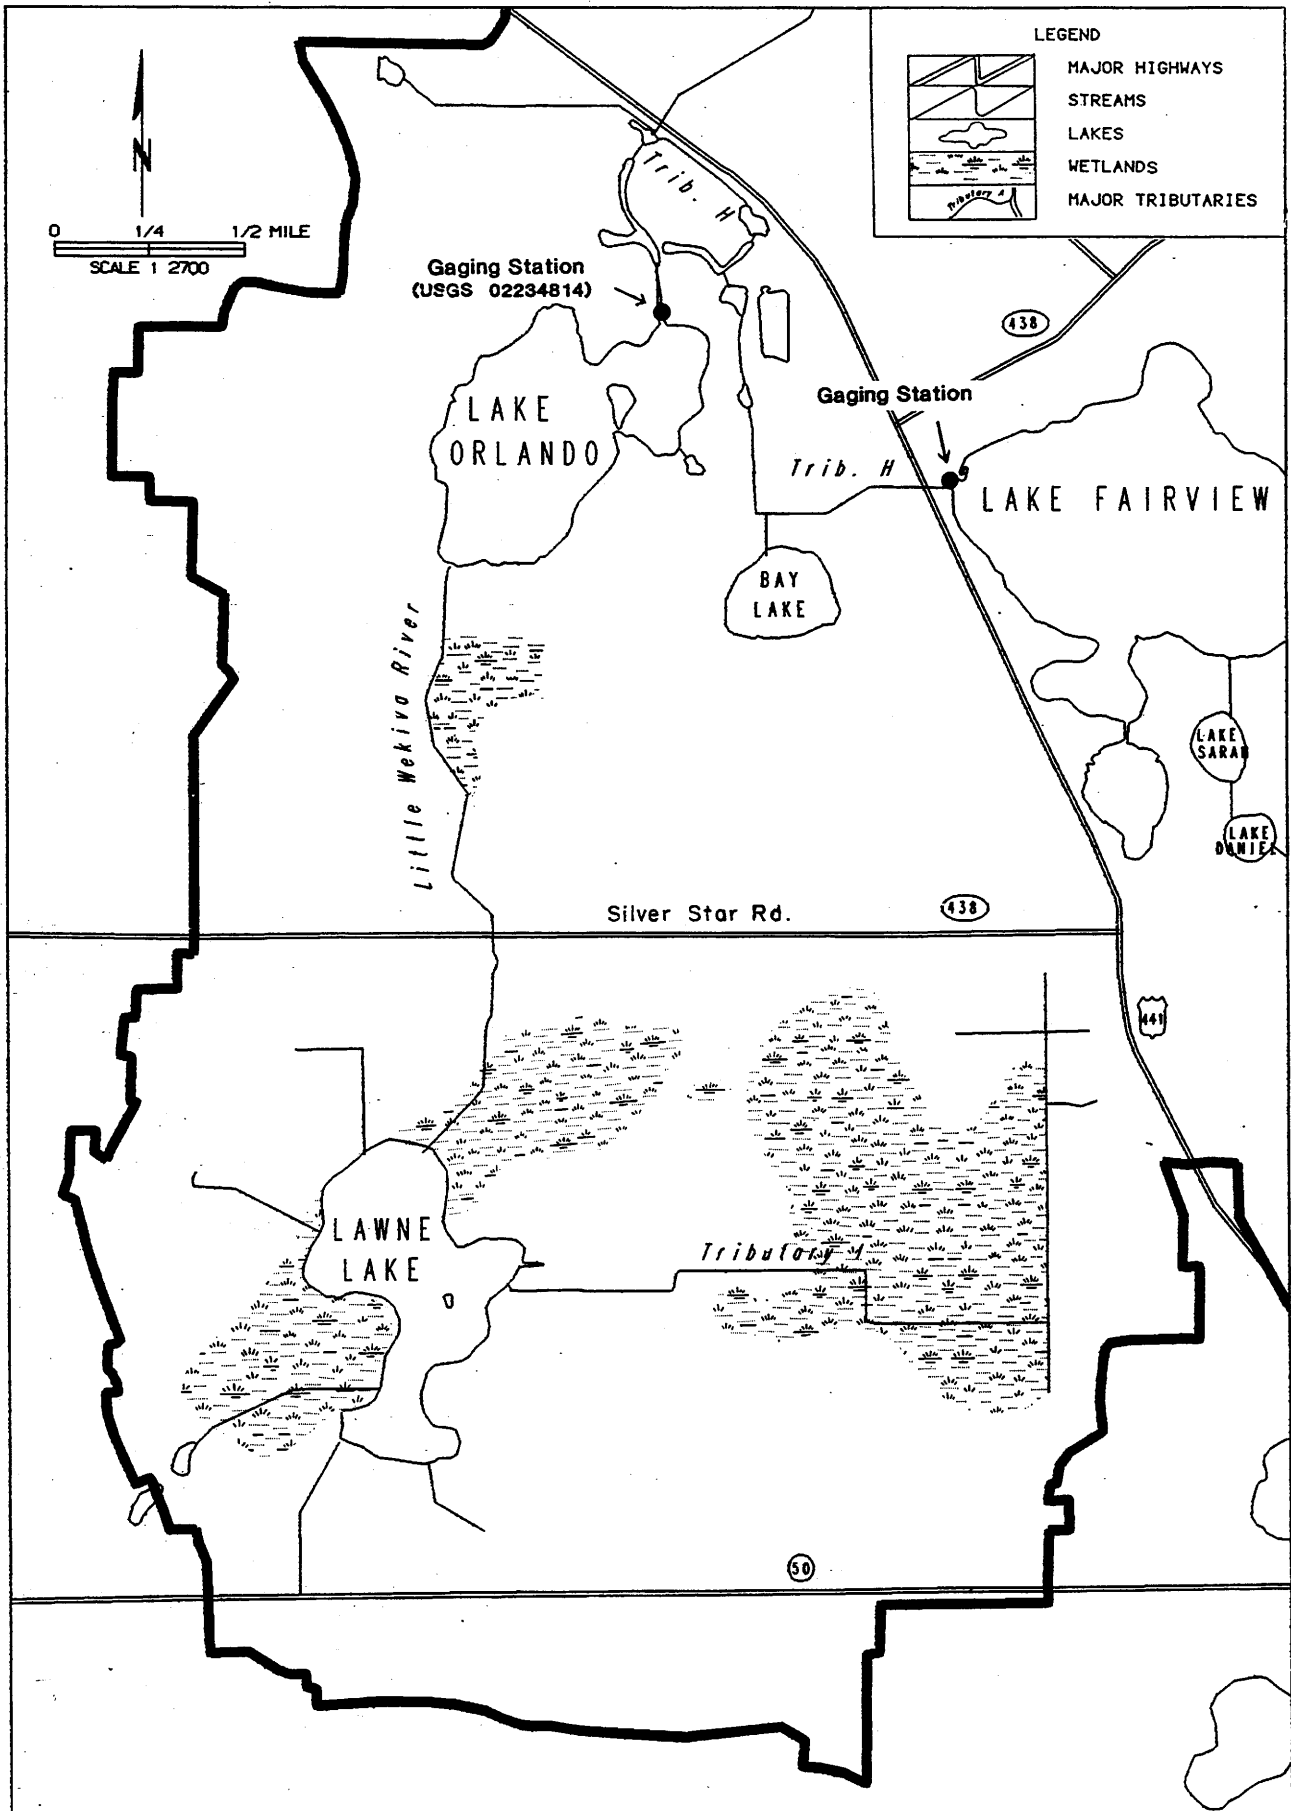 LEGEND
MAJOR HIGHWAYS
STREAMS
LAKES
WETLANDS
Tributary A
MAJOR TRIBUTARIES
N
0 1/4 1/2 MILE
SCALE 1 2700
Trib. H
Gaging Station
(USGS 02234814)
438
Gaging Station
LAKE
ORLANDO
Trib. H
LAKE FAIRVIEW
BAY
LAKE
Little Wekiva River
LAKE
SARAH
LAKE
DANIEL
Silver Star Rd.
438
441
LAWNE
LAKE
Tributary 1
50